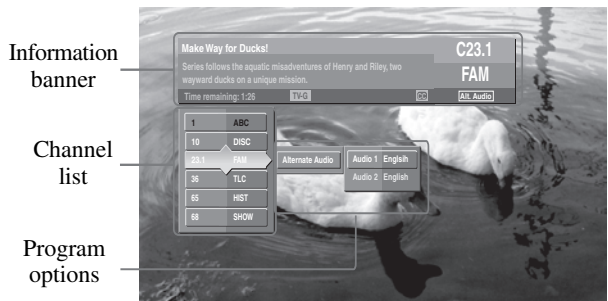 Information
banner
Channel
list
Program
options
Make Way for Ducks!
C23.1
Series follows the aquatic misadventures of Henry and Riley, two
wayward ducks on a unique mission.
FAM
Time remaining: 1:26 TV-G CC Alt. Audio
1 ABC
10 DISC
23.1 FAM Alternate Audio Audio 1 Englsih
36 TLC Audio 2 English
65 HIST
68 SHOW